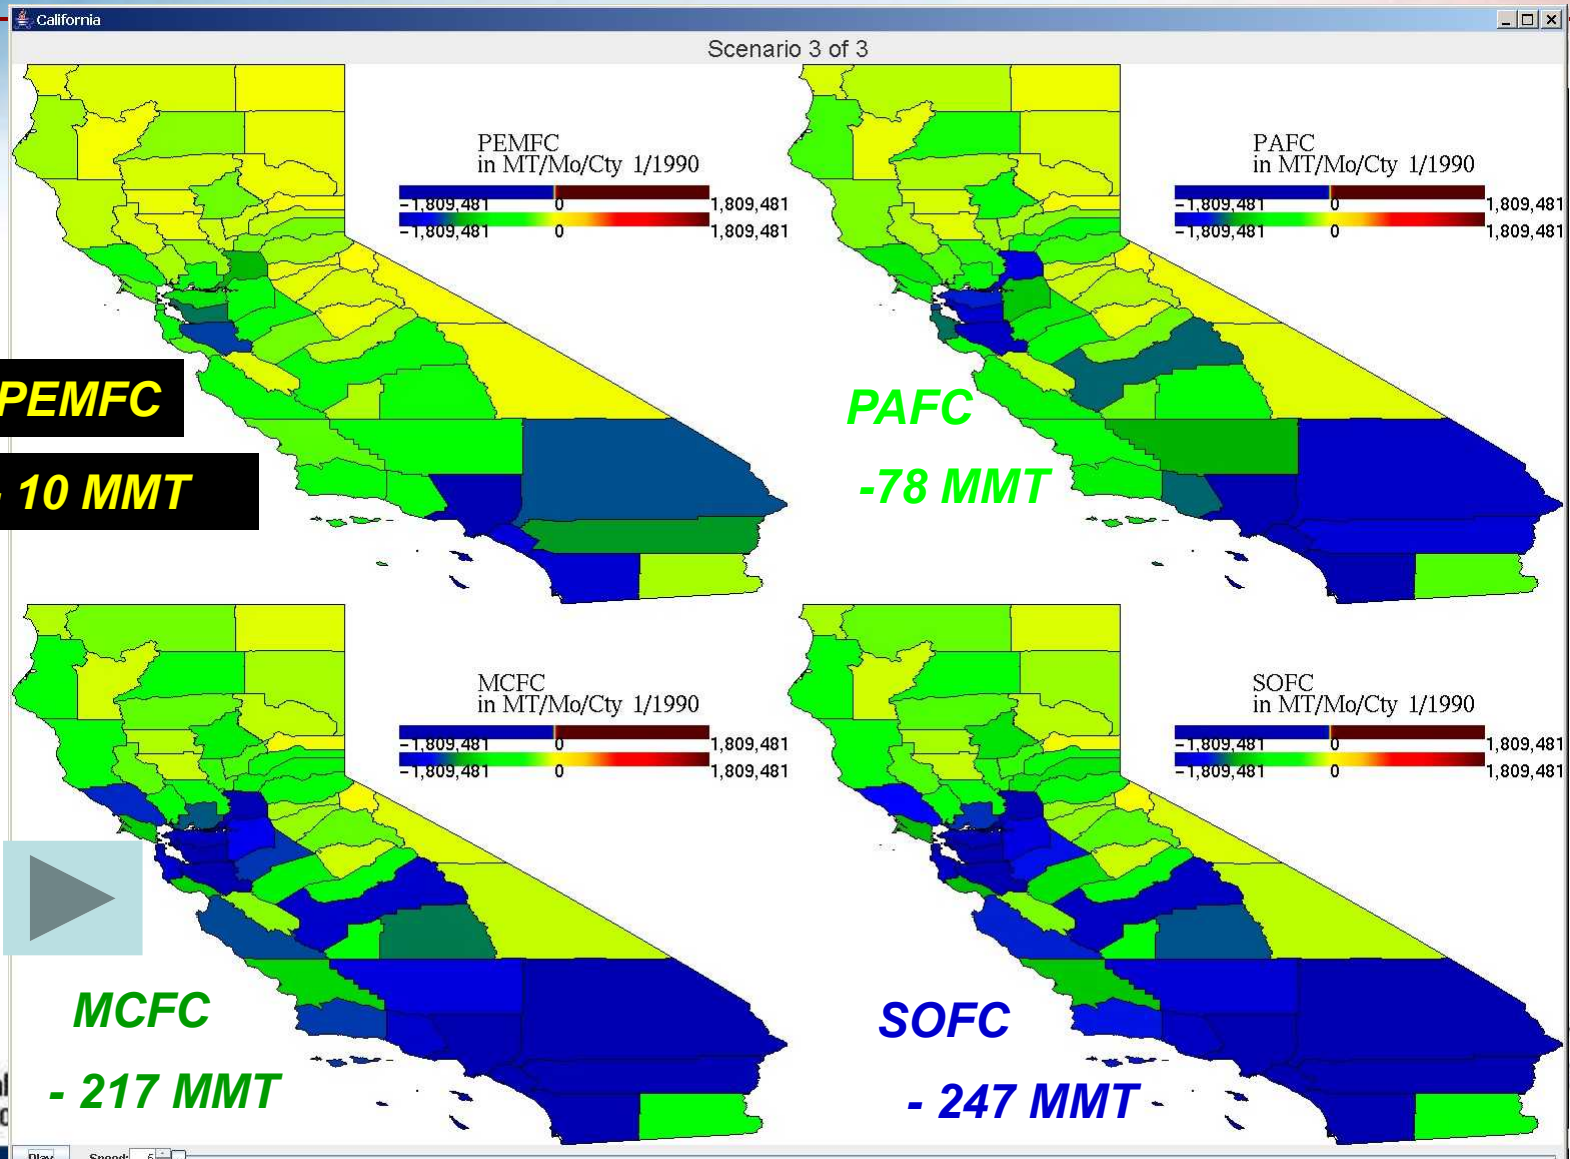 California
Scenario 3 of 3
PEMFC
in MT/Mo/Cty 1/1990
-1,809,481 0 1,809,481
-1,809,481 0 1,809,481
PAFC
in MT/Mo/Cty 1/1990
-1,809,481 0 1,809,481
-1,809,481 0 1,809,481
PEMFC
- 10 MMT
PAFC
-78 MMT
MCFC
in MT/Mo/Cty 1/1990
-1,809,481 0 1,809,481
-1,809,481 0 1,809,481
SOFC
in MT/Mo/Cty 1/1990
-1,809,481 0 1,809,481
-1,809,481 0 1,809,481
MCFC
- 217 MMT
SOFC
- 247 MMT
Play Speed: 5